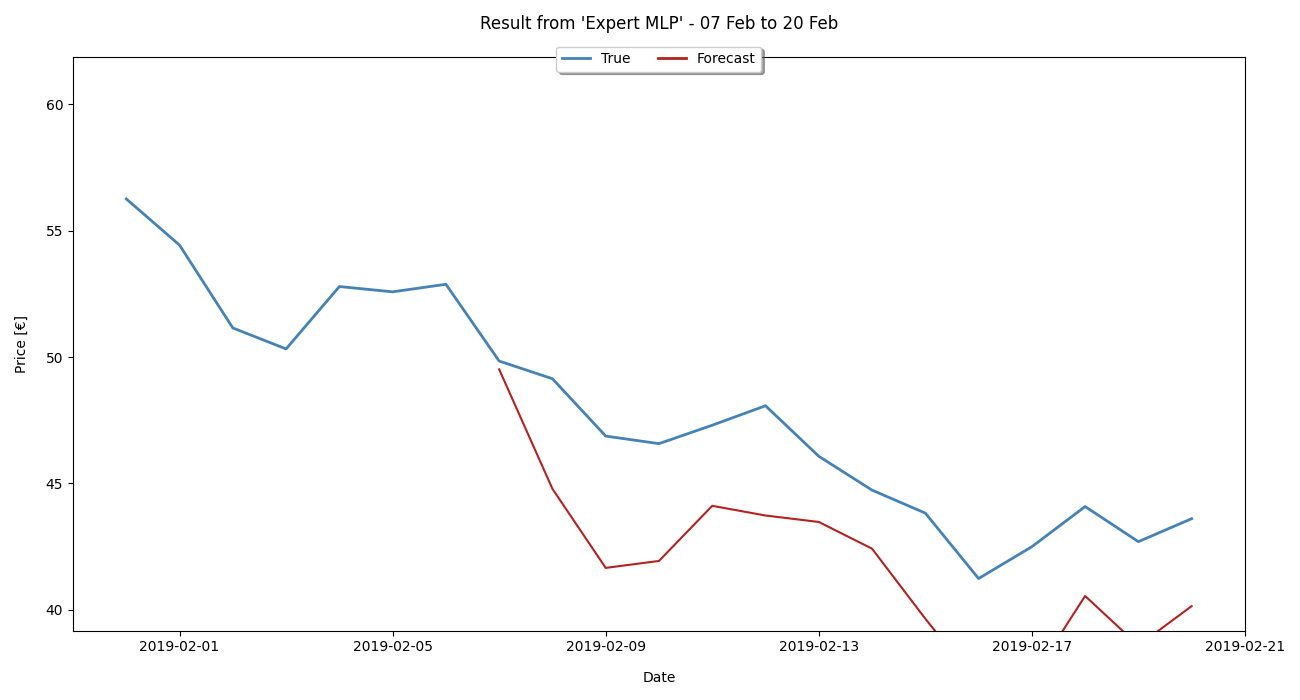 Result from 'Expert MLP' - 07 Feb to 20 Feb
True Forecast
60
55
50
45
40
Price [€]
2019-02-01 2019-02-05 2019-02-09 2019-02-13 2019-02-17 2019-02-21
Date